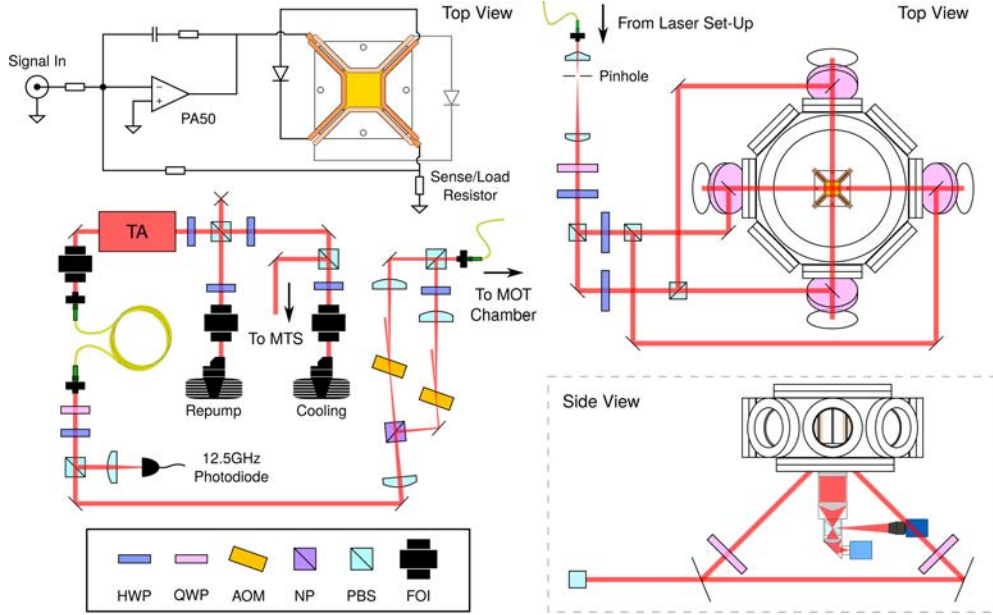 Top View
Signal In
PA50
Sense/Load
Resistor
TA
To MTS
Repump
Cooling
To MOT
Chamber
12.5GHz
Photodiode
HWP QWP AOM NP PBS FOI
From Laser Set-Up
Top View
Pinhole
Side View